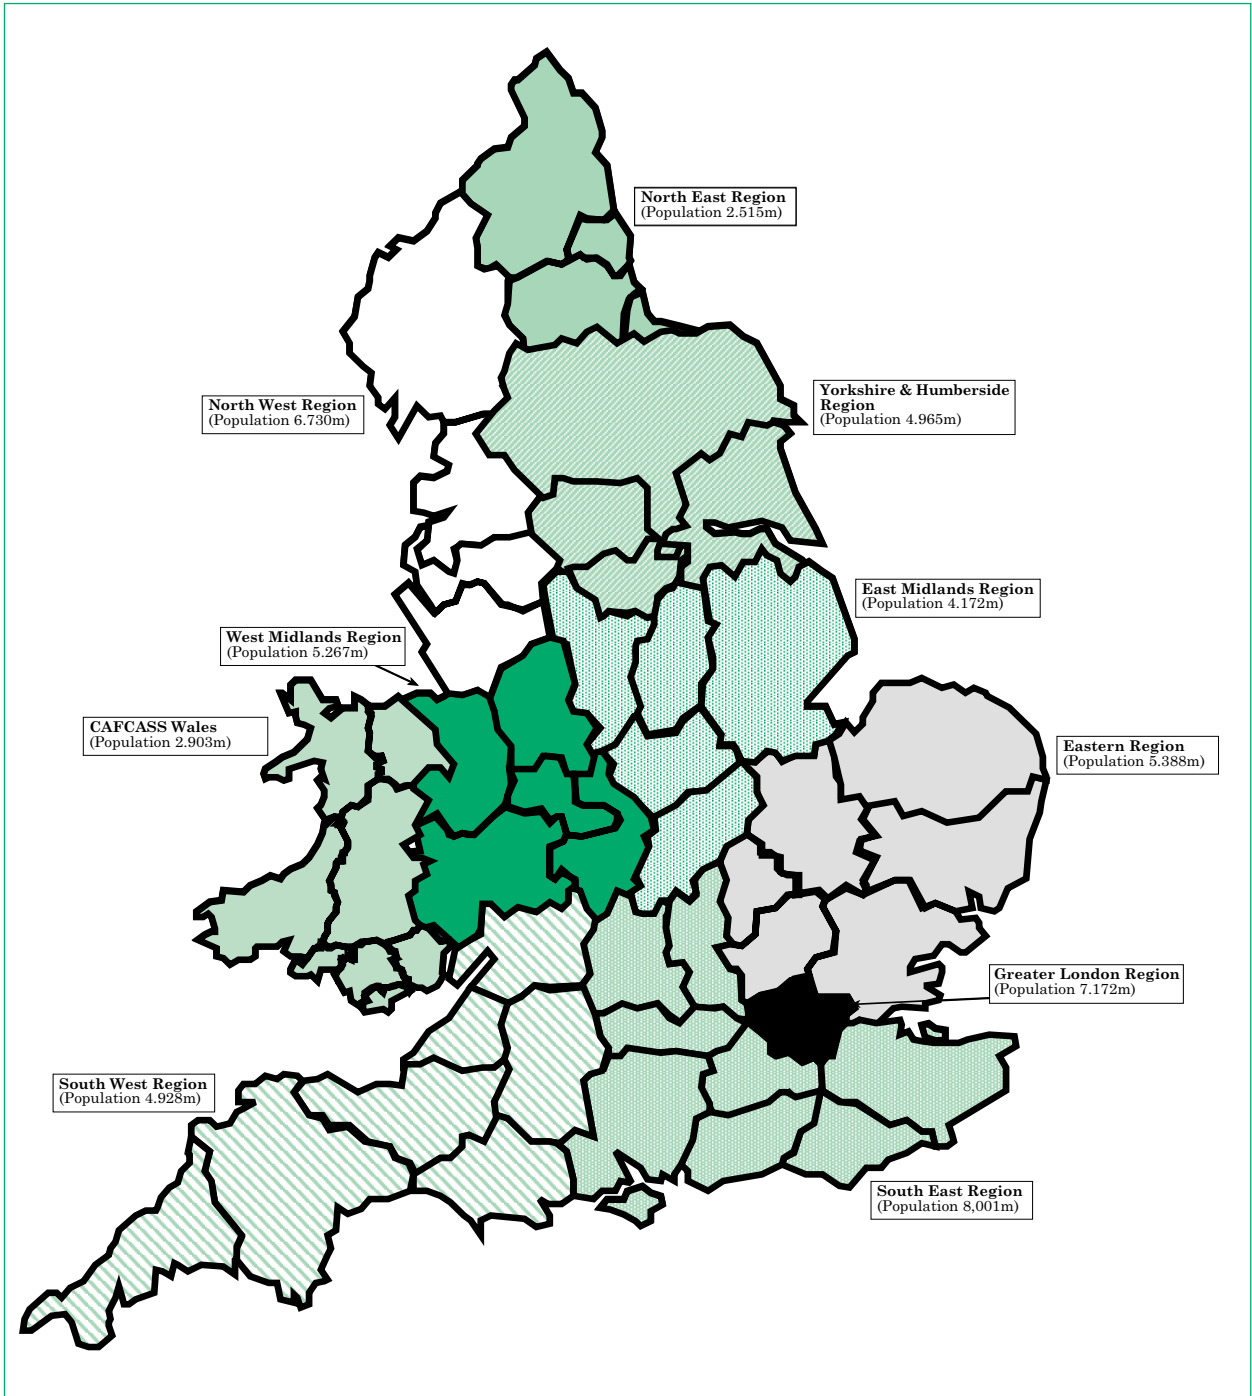 North East Region
(Population 2.515m)
Yorkshire & Humberside
Region
(Population 4.965m)
North West Region
(Population 6.730m)
East Midlands Region
(Population 4.172m)
West Midlands Region
(Population 5.267m)
CAFCASS Wales
(Population 2.903m)
Eastern Region
(Population 5.388m)
Greater London Region
(Population 7.172m)
South West Region
(Population 4.928m)
South East Region
(Population 8,001m)